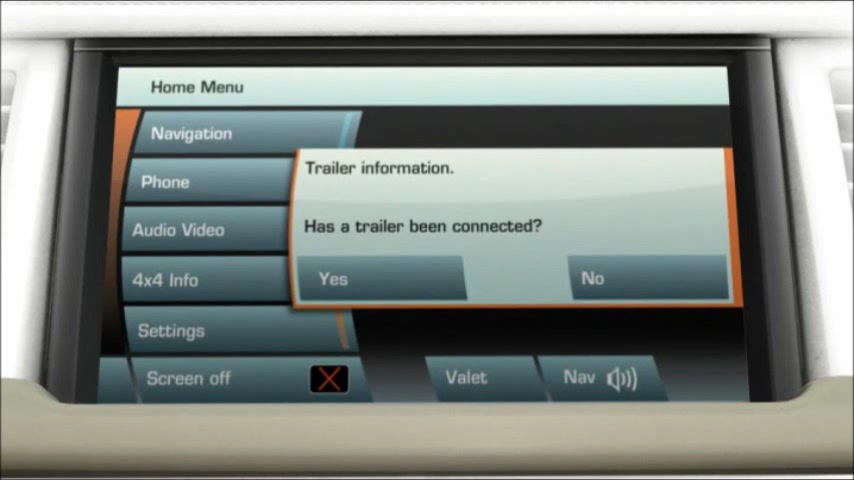 Home Menu
Navigation
Phone
Audio Video
4x4 Info
Settings
Screen off
Trailer information.
Has a trailer been connected?
Yes
No
Valet
Nav